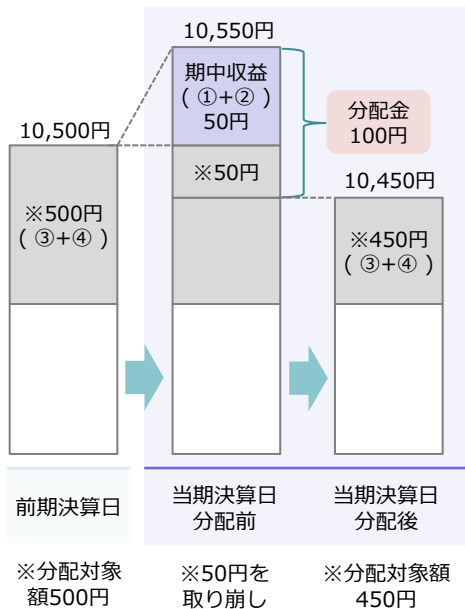 10,550円
期中収益
( ①+② )
50円
分配金
100円
10,500円
※500円
( ③+④ )
※50円
10,450円
※450円
( ③+④ )
前期決算日
当期決算日
分配前
当期決算日
分配後
※分配対象
額500円
※50円を
取り崩し
※分配対象額
450円